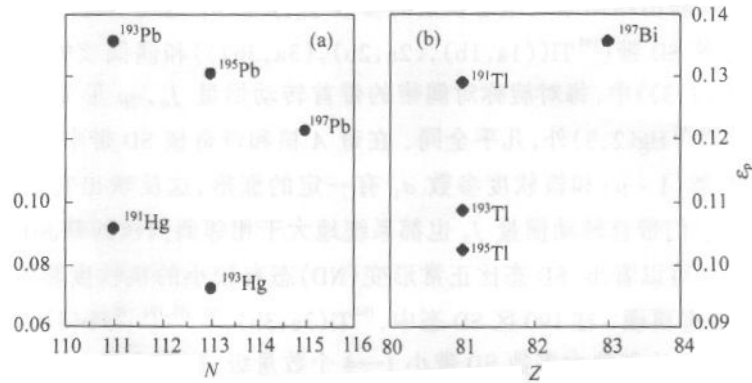 (a)
¹⁹³Pb
¹⁹⁵Pb
¹⁹⁷Pb
¹⁹¹Hg
¹⁹³Hg
0.10
0.08
0.06
110 111 112 113 114 115 116
N
(b)
¹⁹⁷Bi
¹⁹¹Tl
¹⁹³Tl
¹⁹⁵Tl
80 81 82 83 84
Z
0.14
0.13
0.12
0.11
0.10
0.09
εₚ